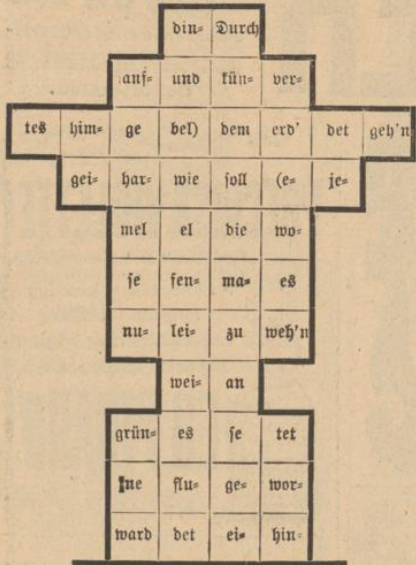 din- Durch
anf- und kün- ver-
tes him- ge bel) dem erd' det geh'n
gei- har- wie soll (e- je-
mel el die wo-
se fen- ma- es
nu- lei- zu weh'n
wei- an
grün- es se tet
Ine flu- ge- wor-
ward det ei- hin-